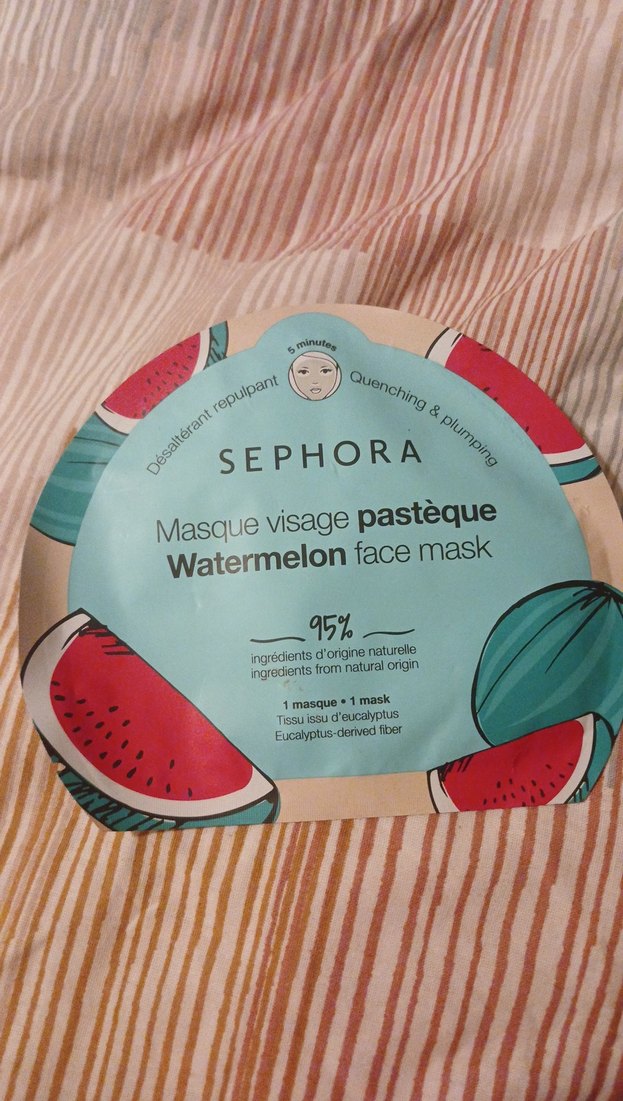 5 minutes
Désaltérant repulpant
Quenching & plumping
SEPHORA
Masque visage pastèque
Watermelon face mask
95%
ingrédients d'origine naturelle
ingredients from natural origin
1 masque • 1 mask
Tissu issu d'eucalyptus
Eucalyptus-derived fiber